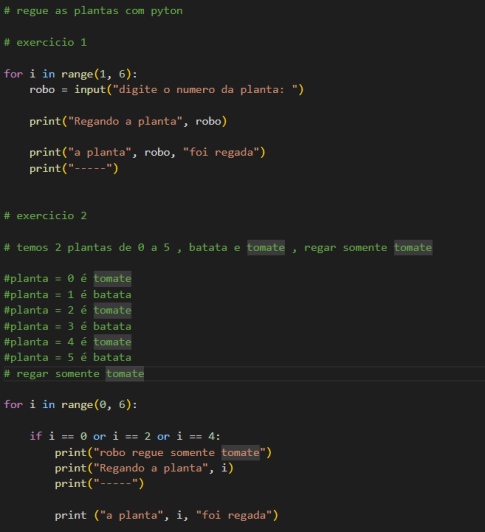 # regue as plantas com pyton
# exercicio 1
for i in range(1, 6):
    robo = input("digite o numero da planta: ")
    print("Regando a planta", robo)
    print("a planta", robo, "foi regada")
    print("-----")
# exercicio 2
# temos 2 plantas de 0 a 5 , batata e tomate , regar somente tomate
#planta = 0 é tomate
#planta = 1 é batata
#planta = 2 é tomate
#planta = 3 é batata
#planta = 4 é tomate
#planta = 5 é batata
# regar somente tomate
for i in range(0, 6):
    if i == 0 or i == 2 or i == 4:
        print("robo regue somente tomate")
        print("Regando a planta", i)
        print("-----")
        print ("a planta", i, "foi regada")